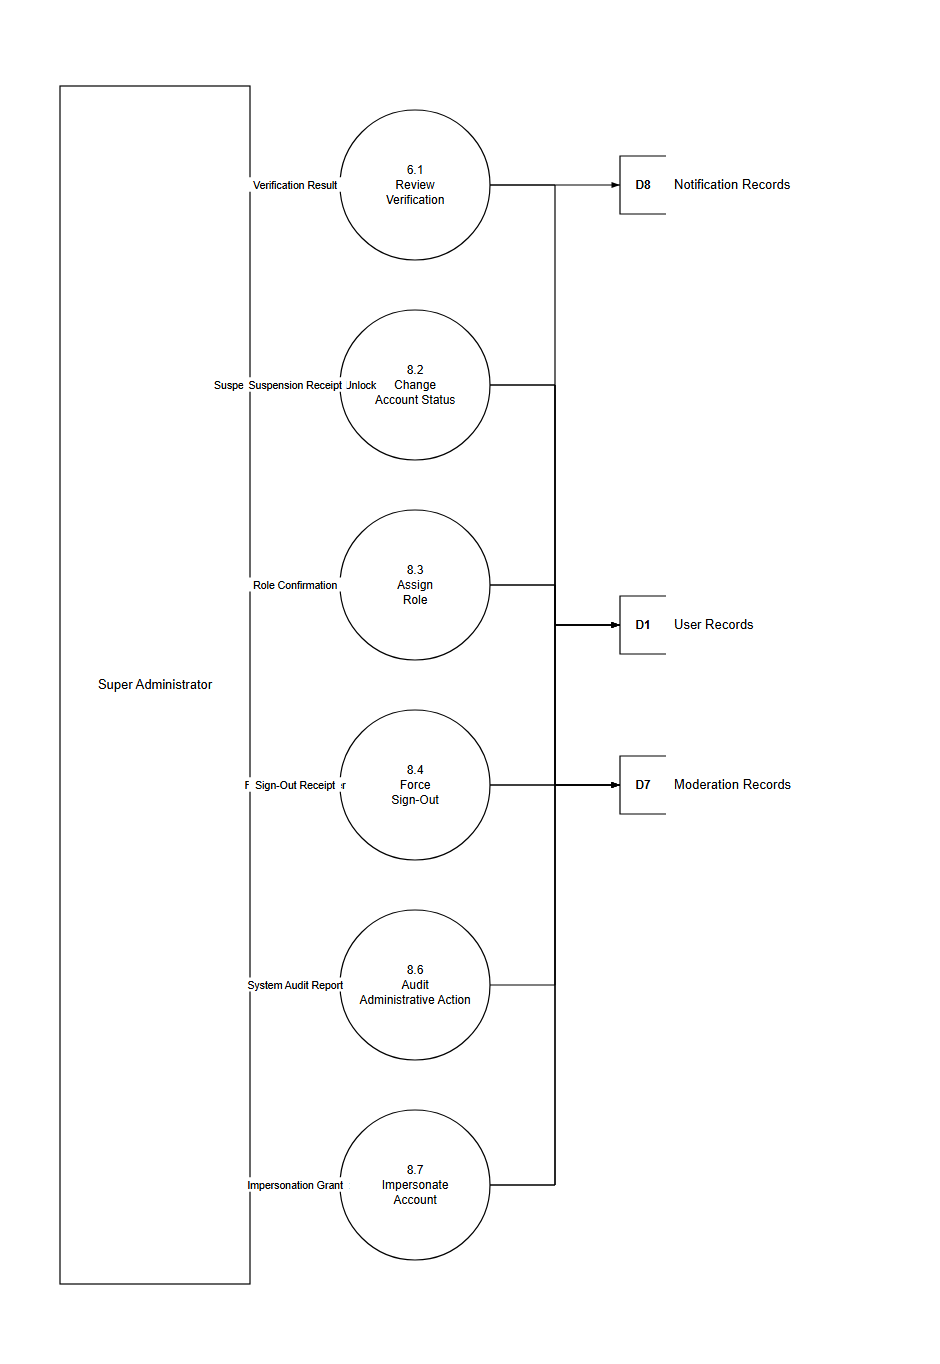 6.1
Review
Verification
Verification Result
D8
Notification Records
8.2
Change
Account Status
Suspe
Suspension Receipt
Unlock
8.3
Assign
Role
Role Confirmation
D1
User Records
Super Administrator
8.4
Force
Sign-Out
Sign-Out Receipt
D7
Moderation Records
8.6
Audit
Administrative Action
System Audit Report
8.7
Impersonate
Account
Impersonation Grant